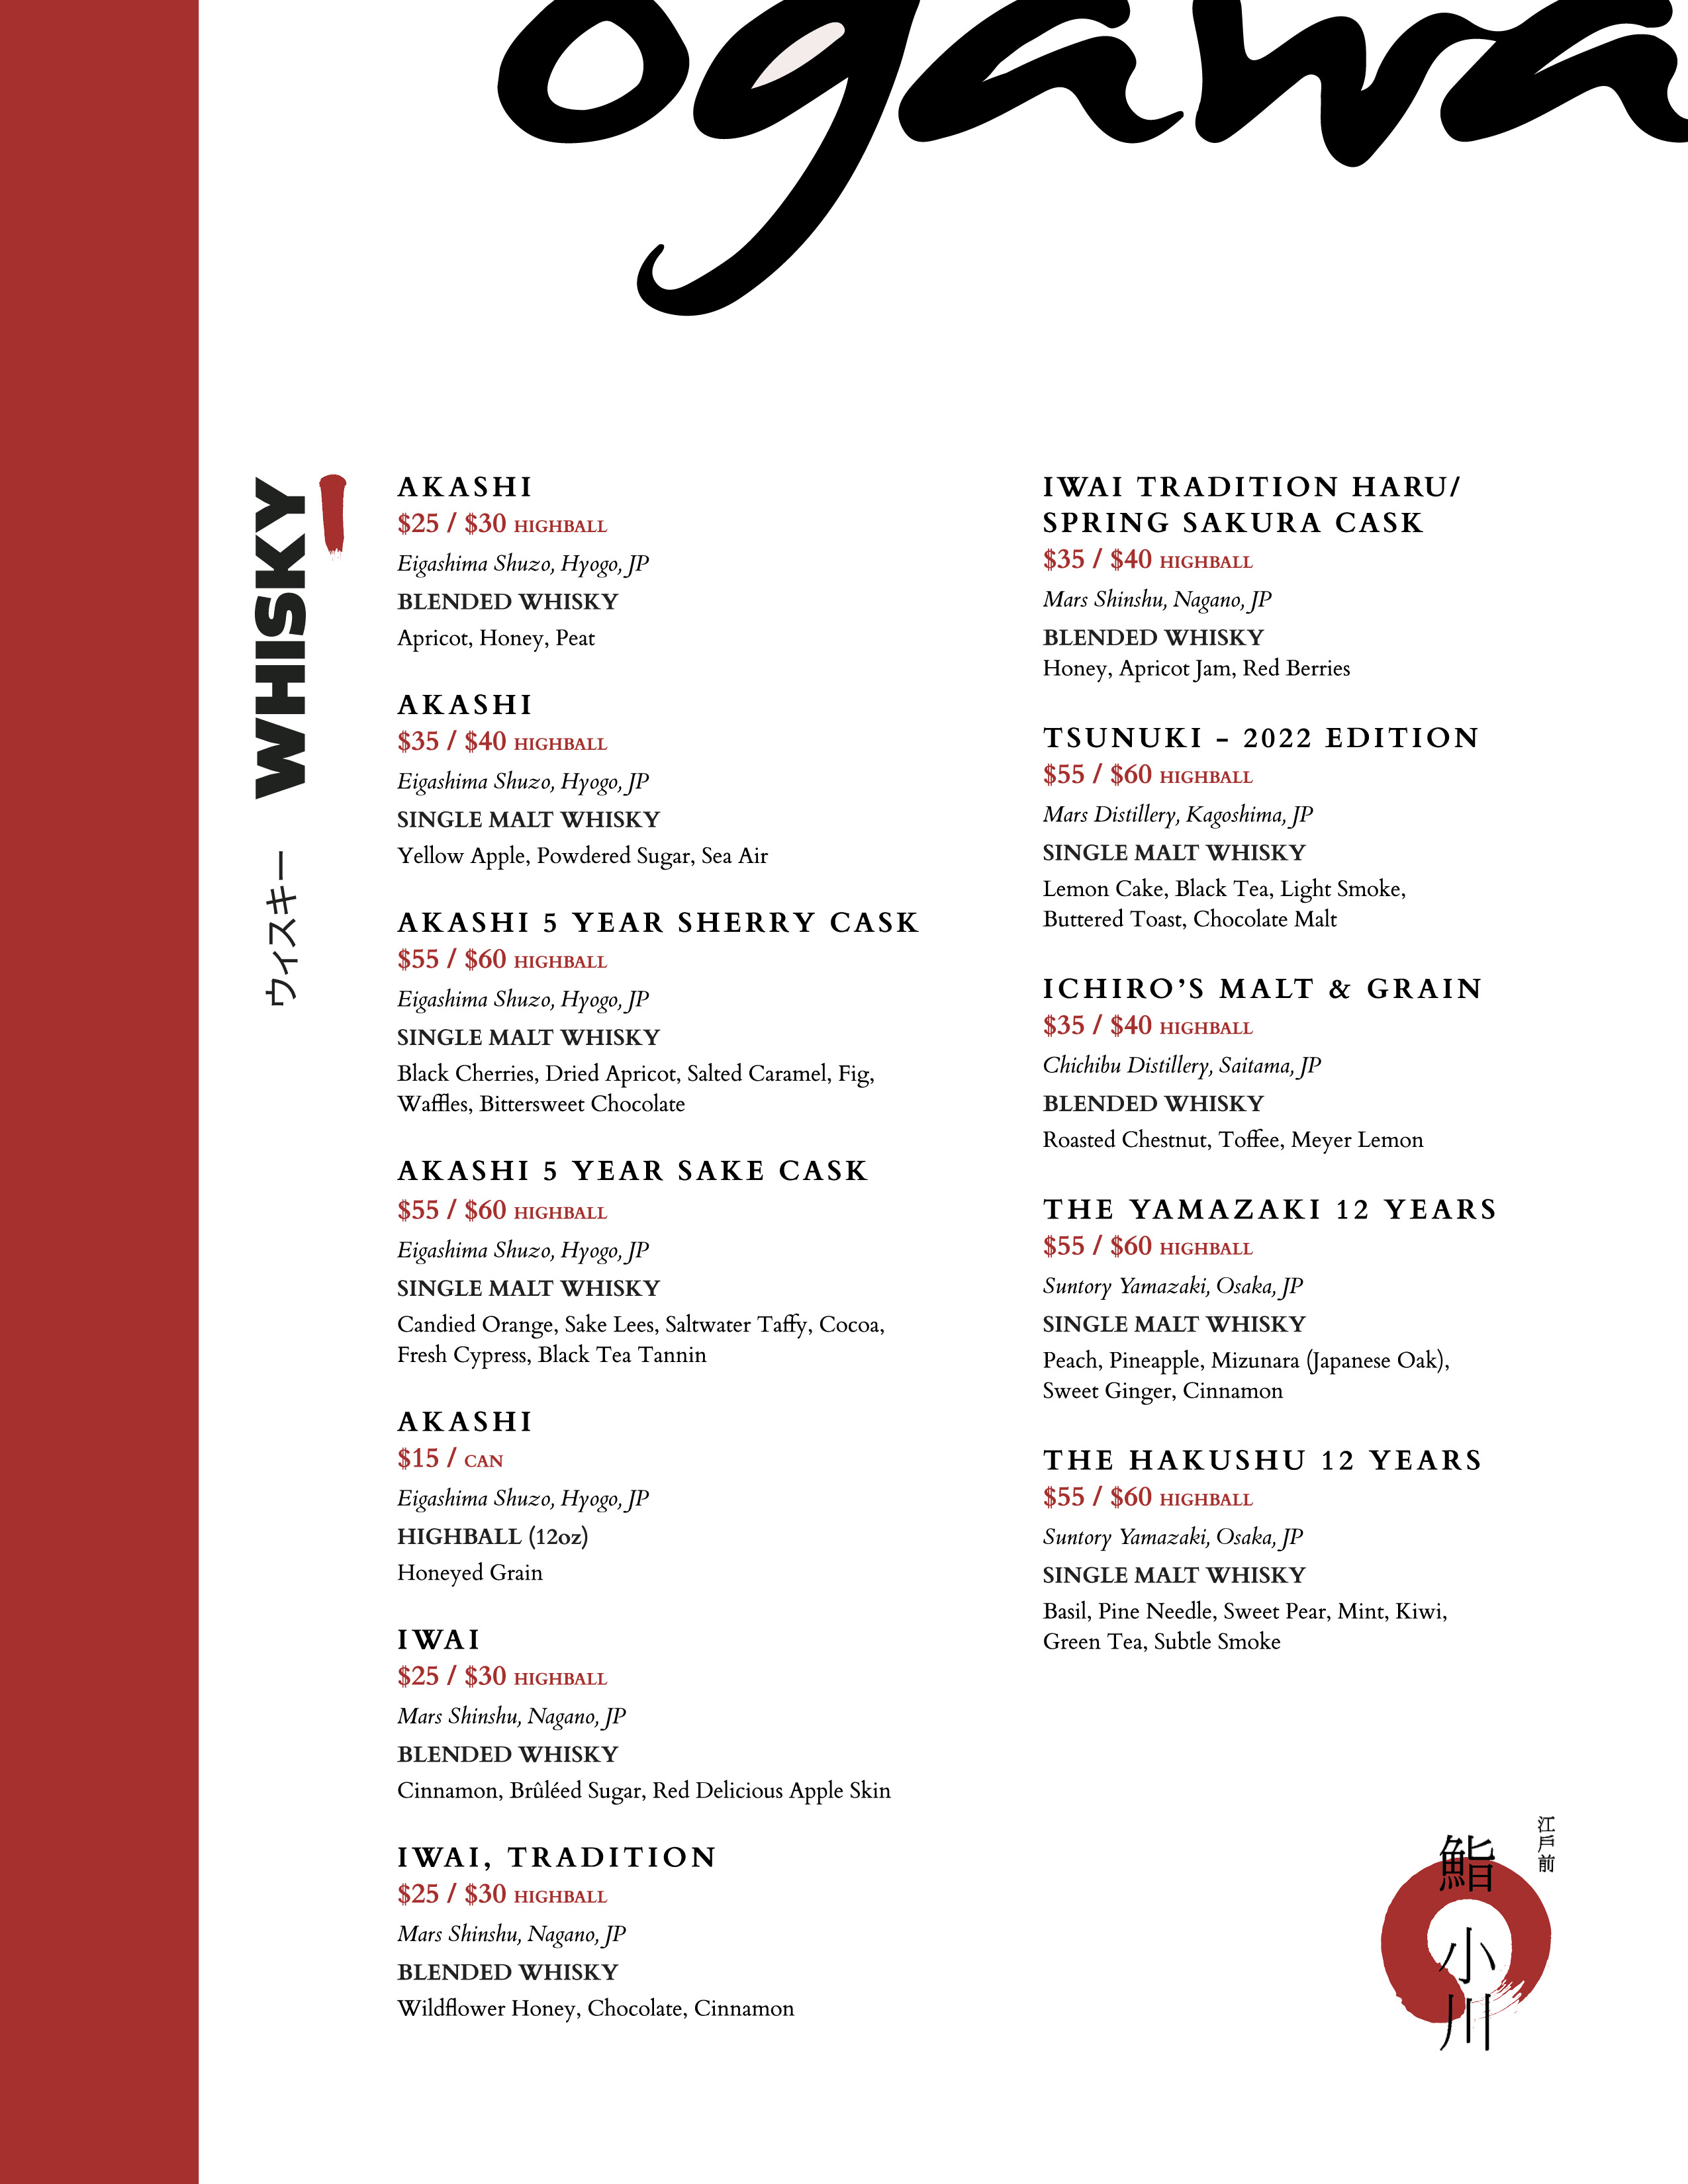 ogawa
WHISKY
ウィスキー
AKASHI
$25 / $30 HIGHBALL
Eigashima Shuzo, Hyogo, JP
BLENDED WHISKY
Apricot, Honey, Peat
AKASHI
$35 / $40 HIGHBALL
Eigashima Shuzo, Hyogo, JP
SINGLE MALT WHISKY
Yellow Apple, Powdered Sugar, Sea Air
AKASHI 5 YEAR SHERRY CASK
$55 / $60 HIGHBALL
Eigashima Shuzo, Hyogo, JP
SINGLE MALT WHISKY
Black Cherries, Dried Apricot, Salted Caramel, Fig,
Waffles, Bittersweet Chocolate
AKASHI 5 YEAR SAKE CASK
$55 / $60 HIGHBALL
Eigashima Shuzo, Hyogo, JP
SINGLE MALT WHISKY
Candied Orange, Sake Lees, Saltwater Taffy, Cocoa,
Fresh Cypress, Black Tea Tannin
AKASHI
$15 / CAN
Eigashima Shuzo, Hyogo, JP
HIGHBALL (12oz)
Honeyed Grain
IWAI
$25 / $30 HIGHBALL
Mars Shinshu, Nagano, JP
BLENDED WHISKY
Cinnamon, Brûléed Sugar, Red Delicious Apple Skin
IWAI, TRADITION
$25 / $30 HIGHBALL
Mars Shinshu, Nagano, JP
BLENDED WHISKY
Wildflower Honey, Chocolate, Cinnamon
IWAI TRADITION HARU/
SPRING SAKURA CASK
$35 / $40 HIGHBALL
Mars Shinshu, Nagano, JP
BLENDED WHISKY
Honey, Apricot Jam, Red Berries
TSUNUKI – 2022 EDITION
$55 / $60 HIGHBALL
Mars Distillery, Kagoshima, JP
SINGLE MALT WHISKY
Lemon Cake, Black Tea, Light Smoke,
Buttered Toast, Chocolate Malt
ICHIRO’S MALT & GRAIN
$35 / $40 HIGHBALL
Chichibu Distillery, Saitama, JP
BLENDED WHISKY
Roasted Chestnut, Toffee, Meyer Lemon
THE YAMAZAKI 12 YEARS
$55 / $60 HIGHBALL
Suntory Yamazaki, Osaka, JP
SINGLE MALT WHISKY
Peach, Pineapple, Mizunara (Japanese Oak),
Sweet Ginger, Cinnamon
THE HAKUSHU 12 YEARS
$55 / $60 HIGHBALL
Suntory Yamazaki, Osaka, JP
SINGLE MALT WHISKY
Basil, Pine Needle, Sweet Pear, Mint, Kiwi,
Green Tea, Subtle Smoke
江戶前
鮨小川